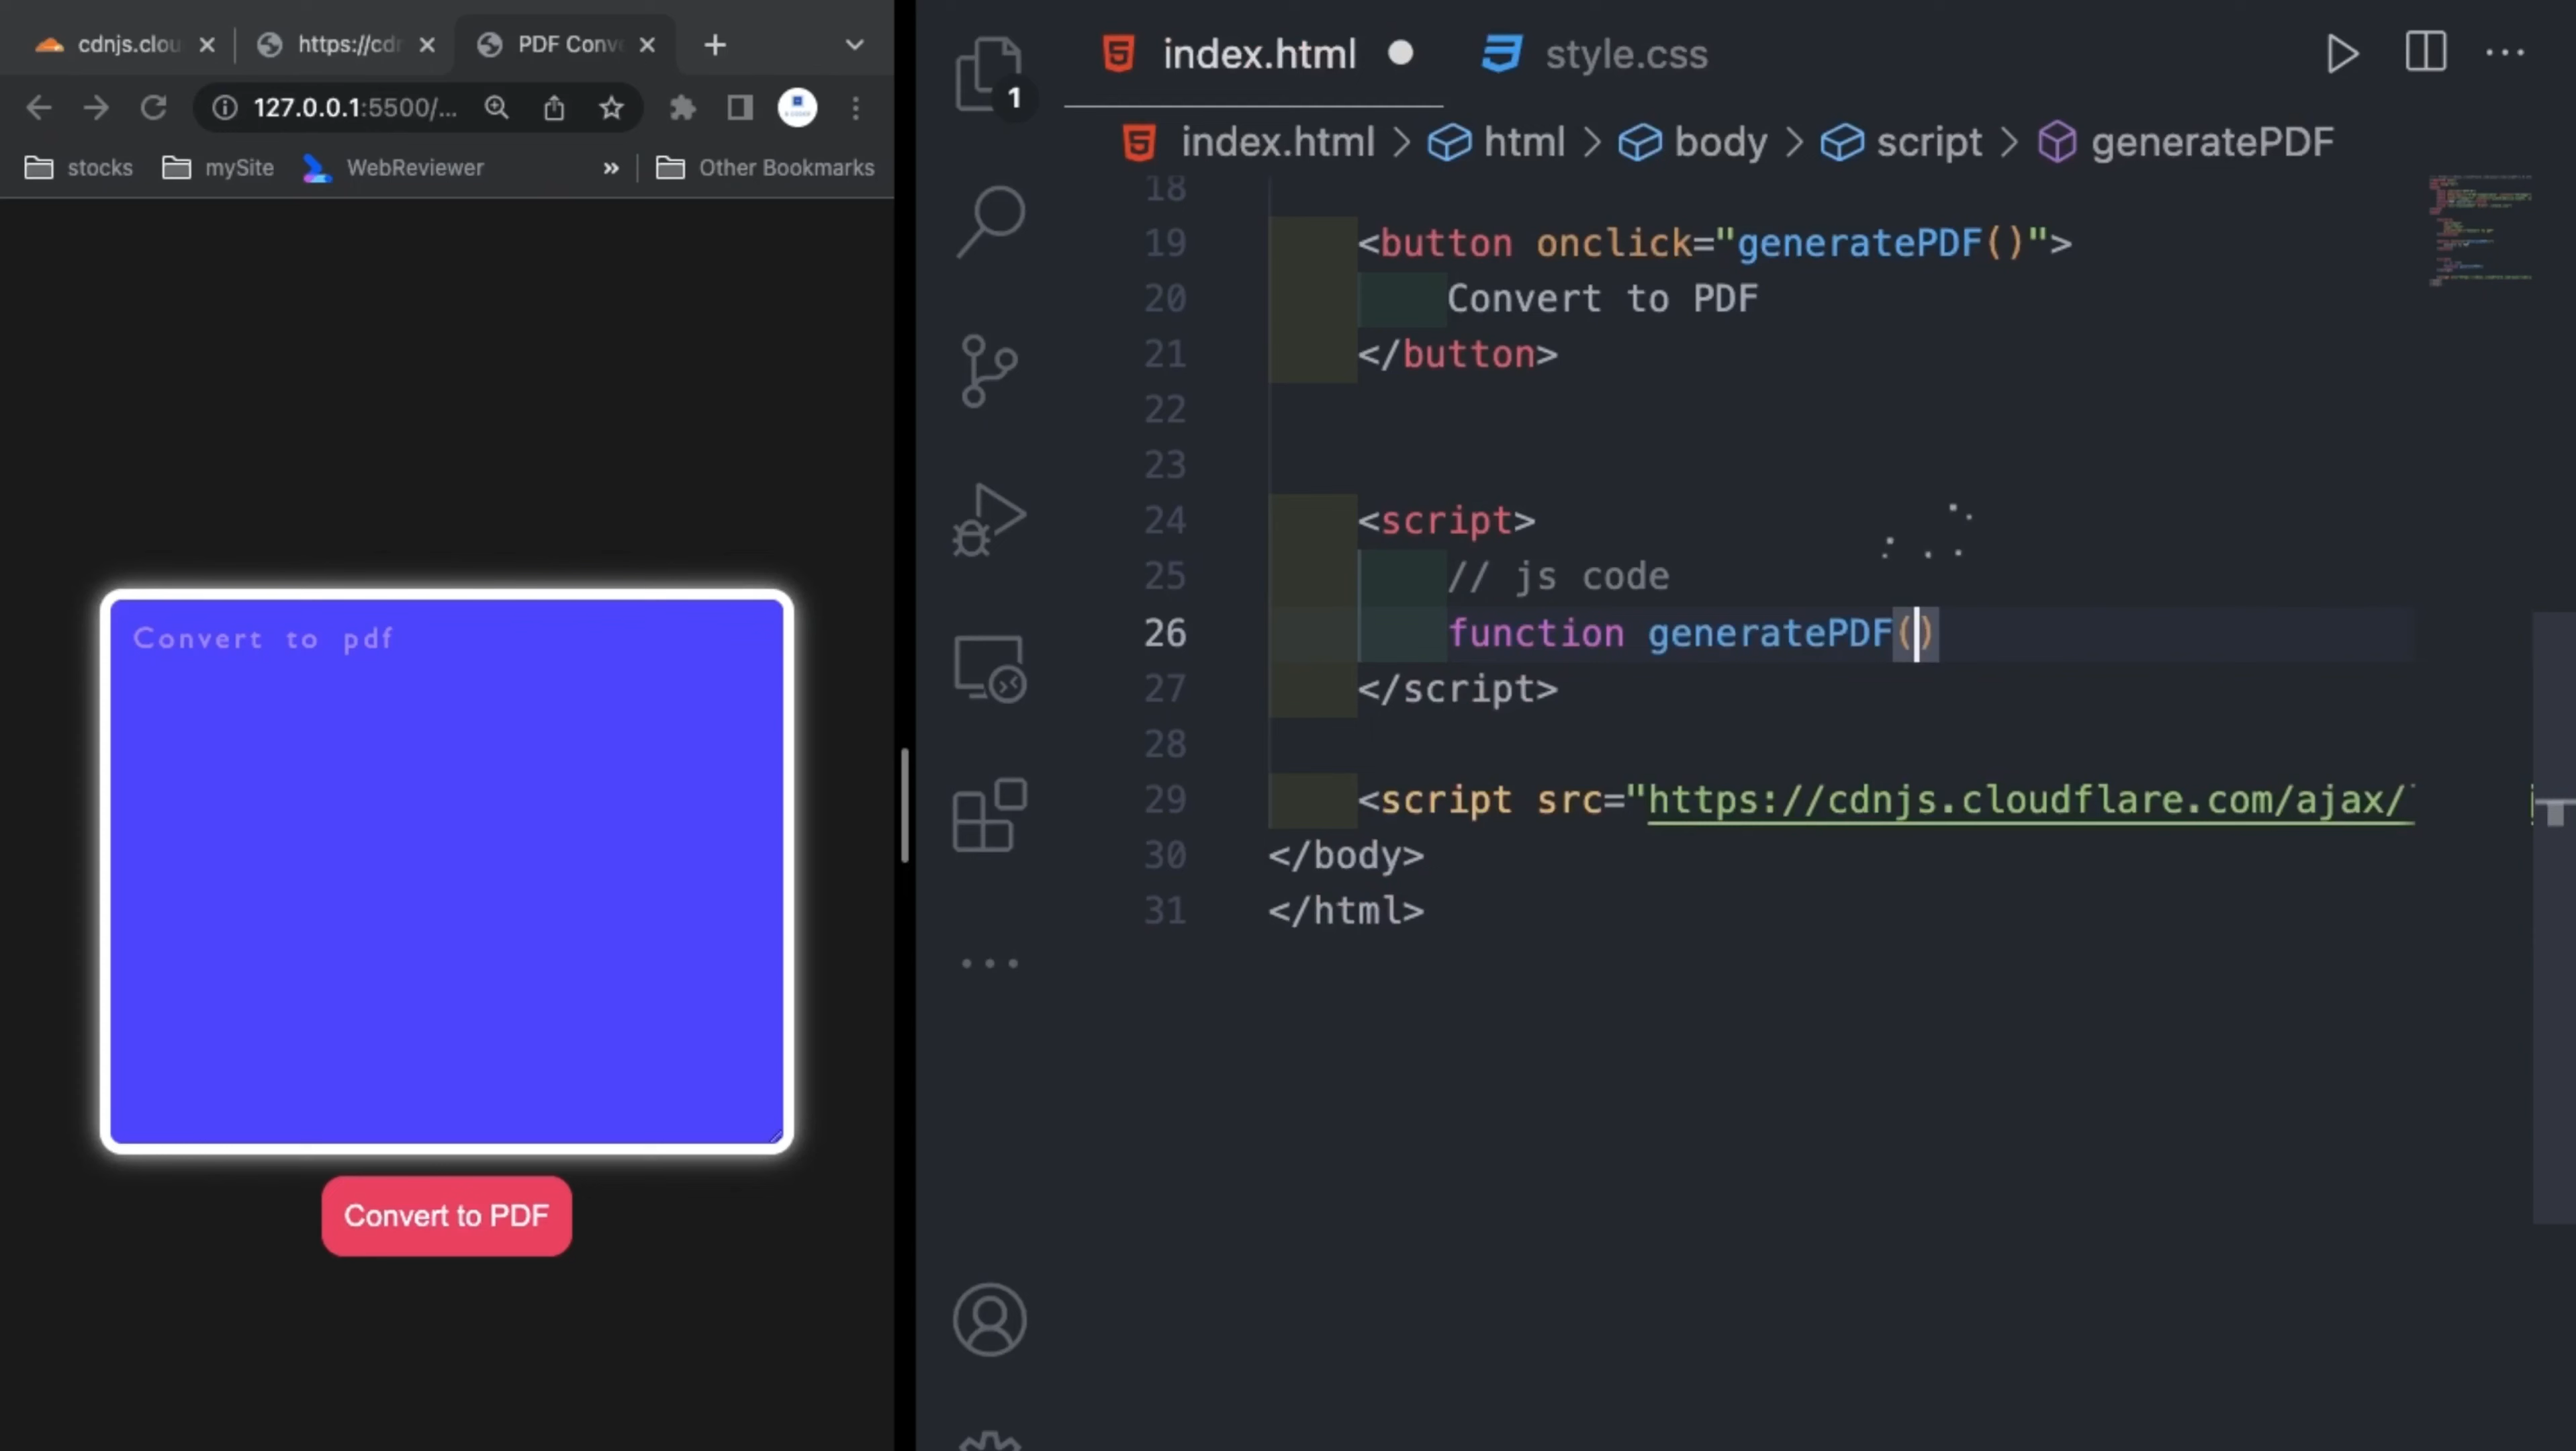 cdnjs.clou
https://cdn
PDF Conv
127.0.0.1:5500/...
stocks
mySite
WebReviewer
»
Other Bookmarks
Convert to pdf
Convert to PDF
1
index.html
style.css
index.html > html > body > script > generatePDF
18
19 <button onclick="generatePDF()">
20 Convert to PDF
21 </button>
22
23
24 <script>
25 // js code
26 function generatePDF()
27 </script>
28
29 <script src="https://cdnjs.cloudflare.com/ajax/
30 </body>
31 </html>